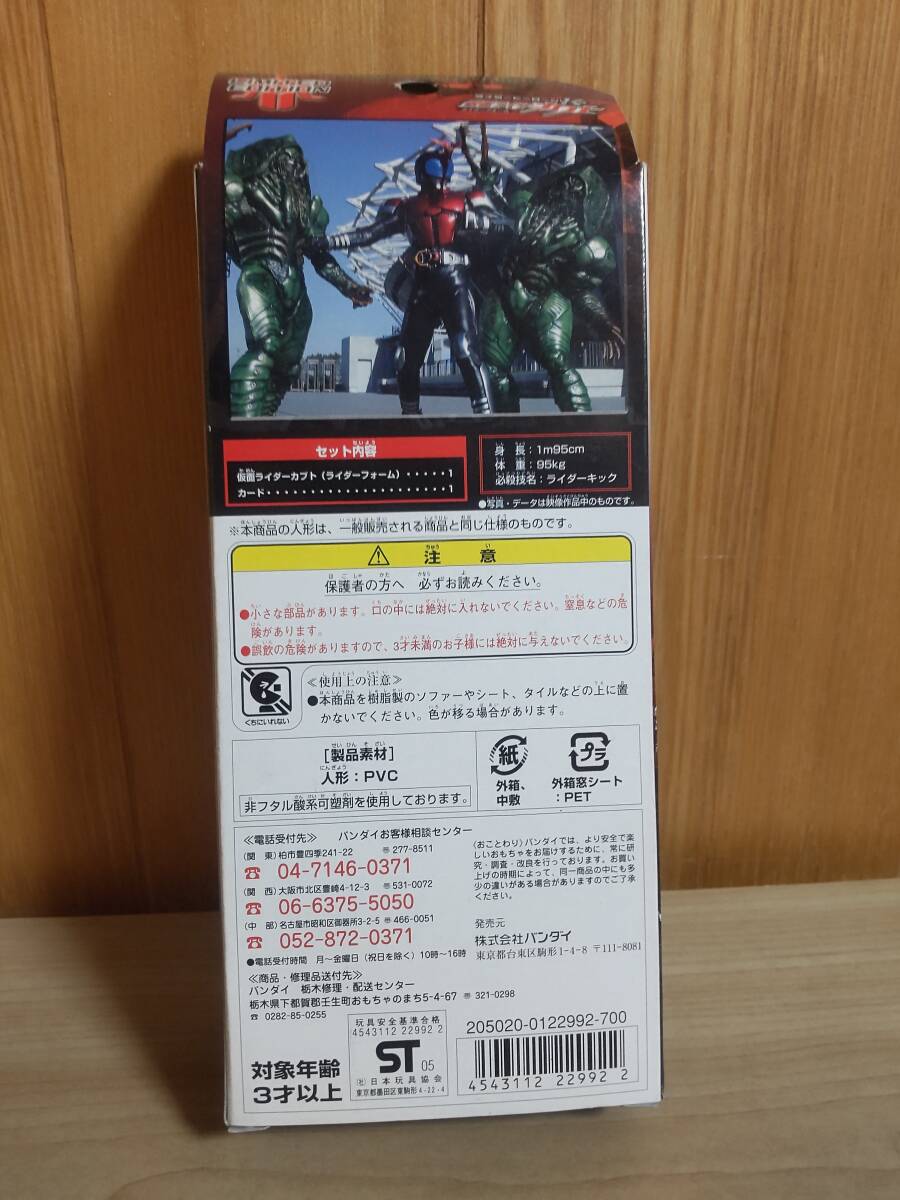 LIMITED
EDITION
セット内容
仮面ライダーカブト（ライダーフォーム）・・・・・1
カード・・・・・・・・・・・・・・・・・・1
身　長：1m95cm
体　重：95kg
必殺技名：ライダーキック
●写真・データは映像作品中のものです。
※本商品の人形は、一般販売される商品と同じ仕様のものです。
⚠ 注　意
保護者の方へ 必ずお読みください。
●小さな部品があります。口の中には絶対に入れないでください。窒息などの危
険があります。
●誤飲の危険がありますので、3才未満のお子様には絶対に与えないでください。
くちにいれない
≪使用上の注意≫
●本商品を樹脂製のソファーやシート、タイルなどの上に置
かないでください。色が移る場合があります。
[製品素材]
人形：PVC
非フタル酸系可塑剤を使用しております。
紙
外箱、
中敷
プラ
外箱窓シート
：PET
≪電話受付先≫ バンダイお客様相談センター
(関　東)柏市豊四季241-22 〒277-8511
☎ 04-7146-0371
(関　西)大阪市北区豊崎4-12-3 〒531-0072
☎ 06-6375-5050
(中　部)名古屋市昭和区御器所3-2-5 〒466-0051
☎ 052-872-0371
●電話受付時間 月～金曜日（祝日を除く）10時～16時
≪商品・修理品送付先≫
バンダイ 栃木修理・配送センター
栃木県下都賀郡壬生町おもちゃのまち5-4-67 〒321-0298
☎ 0282-85-0255
〈おことわり〉バンダイでは、より安全で楽
しいおもちゃをお届けするために、常に研
究・調査・改良を行っております。お買い
上げの時期によって、同一商品の中にも多
少の違いがある場合がありますのでご了承
ください。
発売元
株式会社バンダイ
東京都台東区駒形1-4-8 〒111-8081
対象年齢
3才以上
玩具安全基準合格
4543112 22992 2
ST 05
㈳日本玩具協会
東京都墨田区東駒形4-22-4
205020-0122992-700
4543112 229922